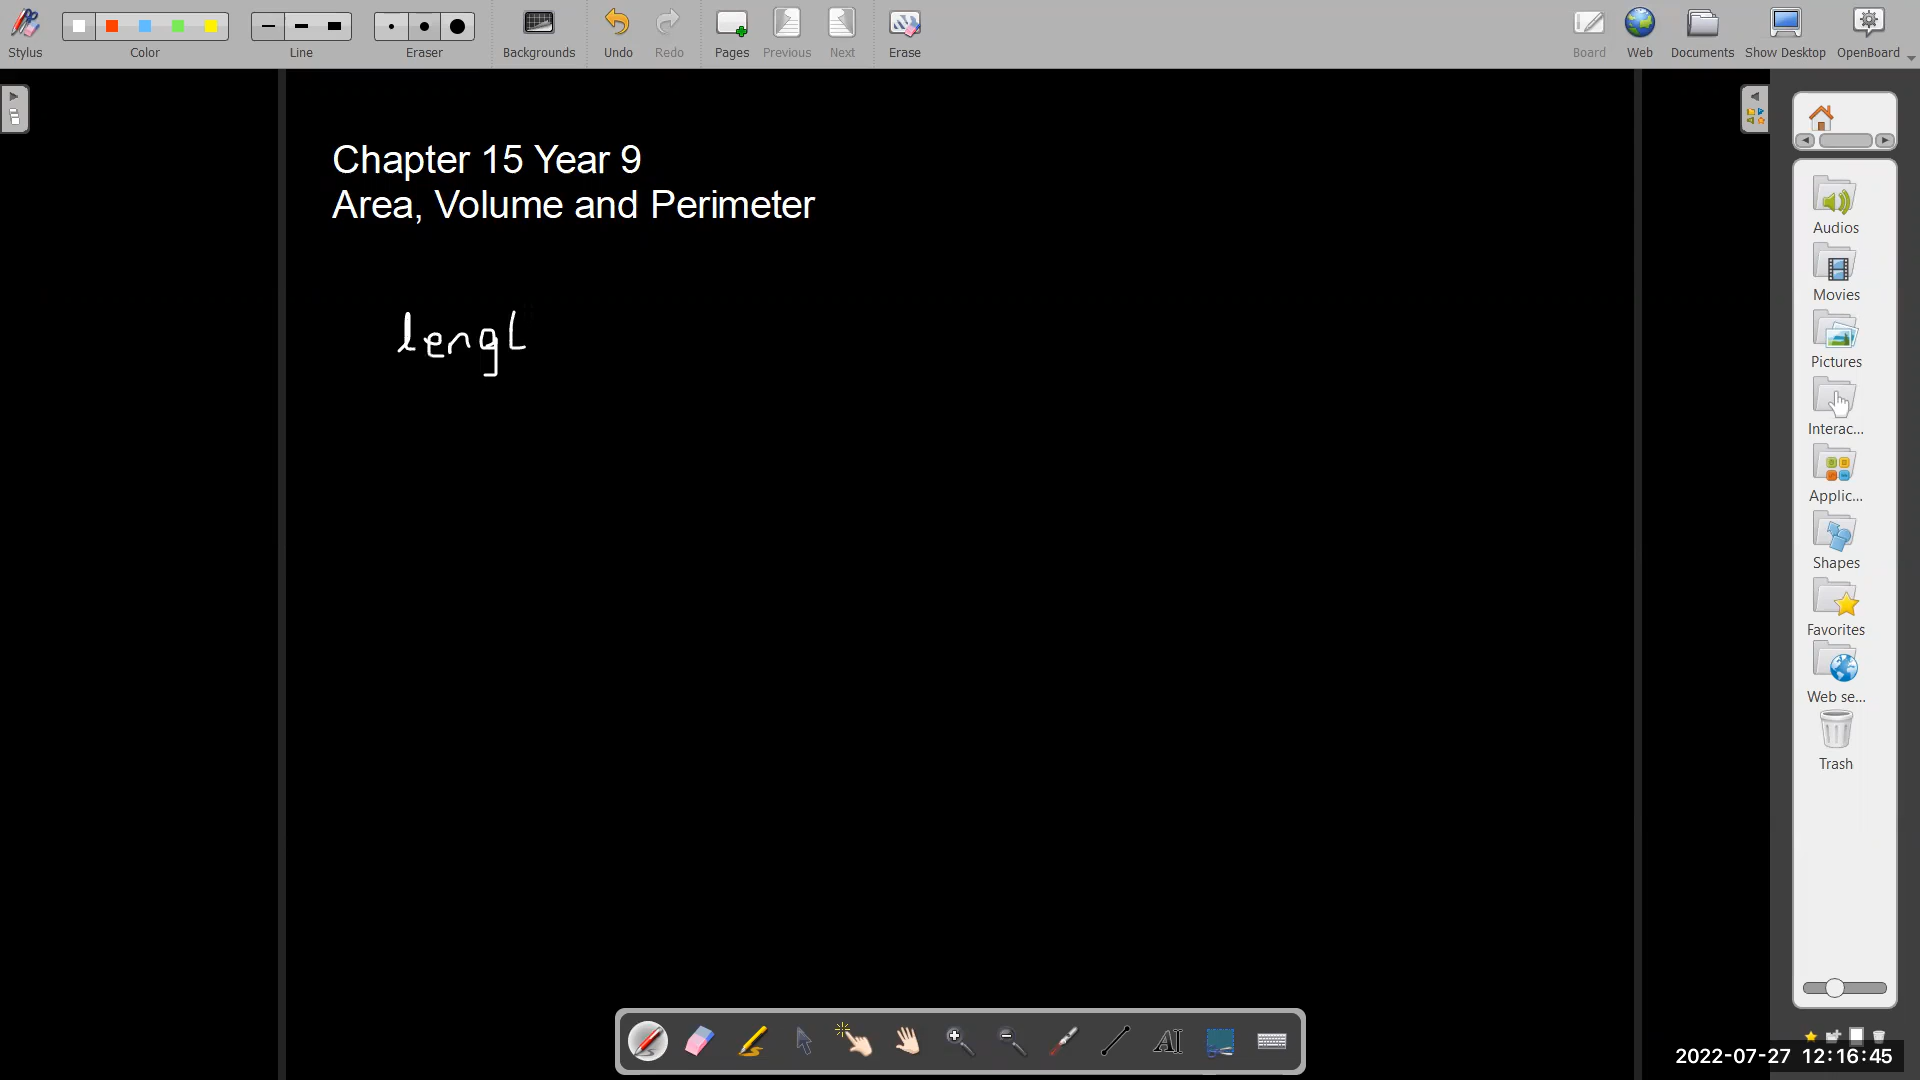 Stylus
Color
Line
Eraser
Backgrounds
Undo
Redo
Pages
Previous
Next
Erase
Board
Web
Documents
Show Desktop
OpenBoard
Chapter 15 Year 9
Area, Volume and Perimeter
lengt
Audios
Movies
Pictures
Interac...
Applic...
Shapes
Favorites
Web se...
Trash
2022-07-27 12:16:45